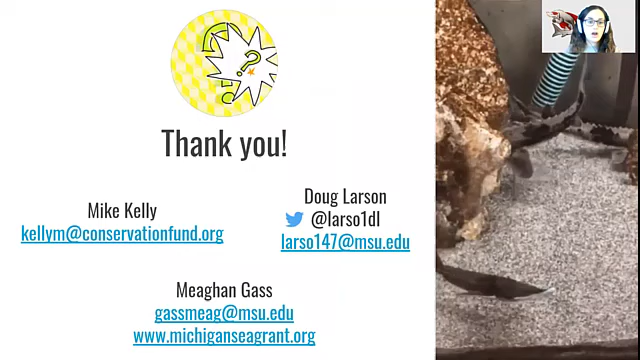 Thank you!
Mike Kelly
kellym@conservationfund.org
Doug Larson
@larso1dl
larso147@msu.edu
Meaghan Gass
gassmeag@msu.edu
www.michiganseagrant.org